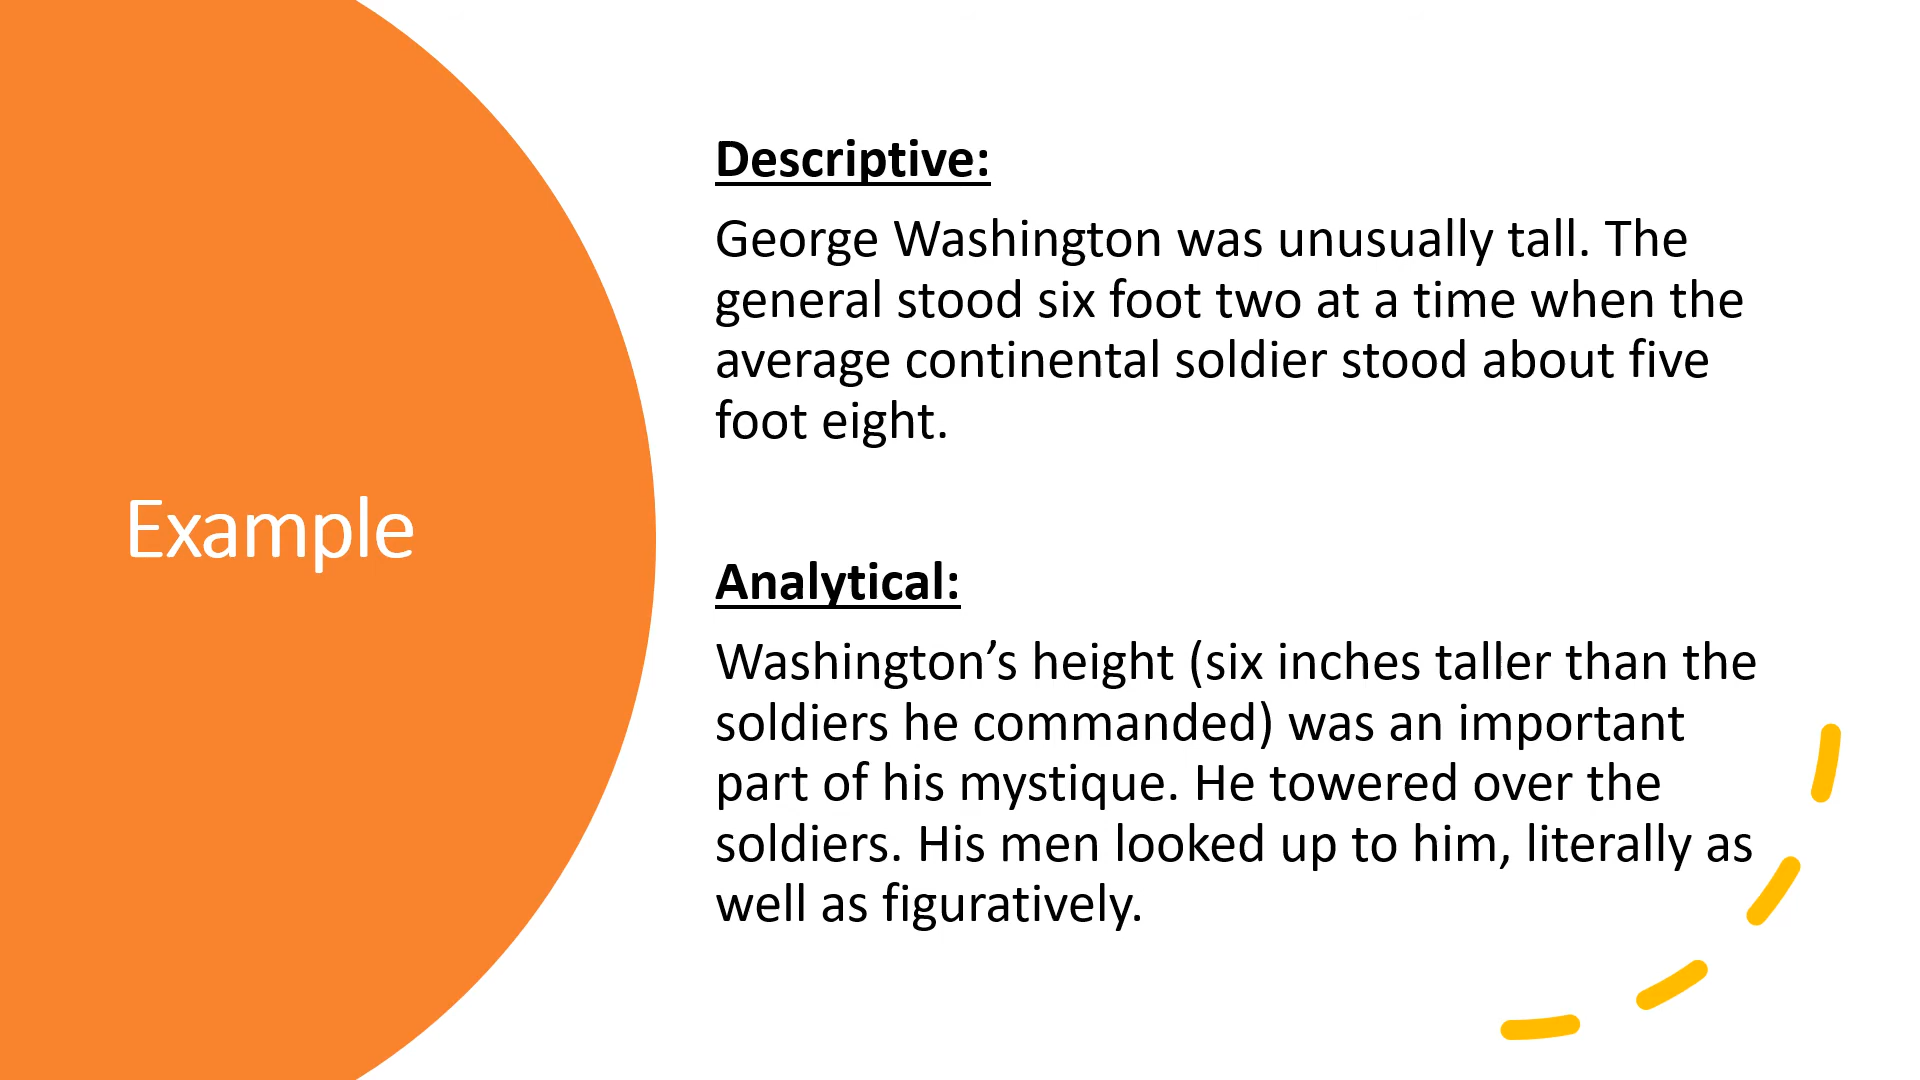 Example
Descriptive:
George Washington was unusually tall. The
general stood six foot two at a time when the
average continental soldier stood about five
foot eight.
Analytical:
Washington’s height (six inches taller than the
soldiers he commanded) was an important
part of his mystique. He towered over the
soldiers. His men looked up to him, literally as
well as figuratively.